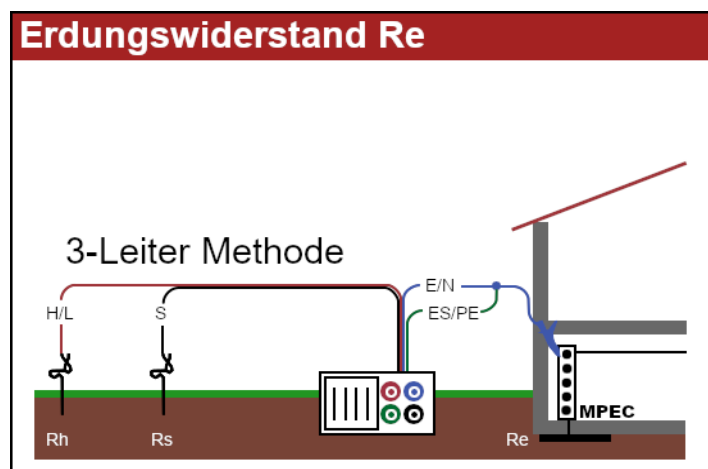 Erdungswiderstand Re
3-Leiter Methode
E/N
H/L
S
ES/PE
MPEC
Rh
Rs
Re